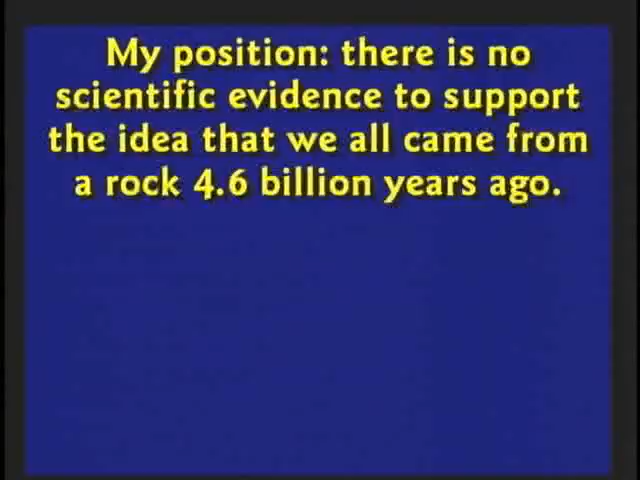 My position: there is no
scientific evidence to support
the idea that we all came from
a rock 4.6 billion years ago.